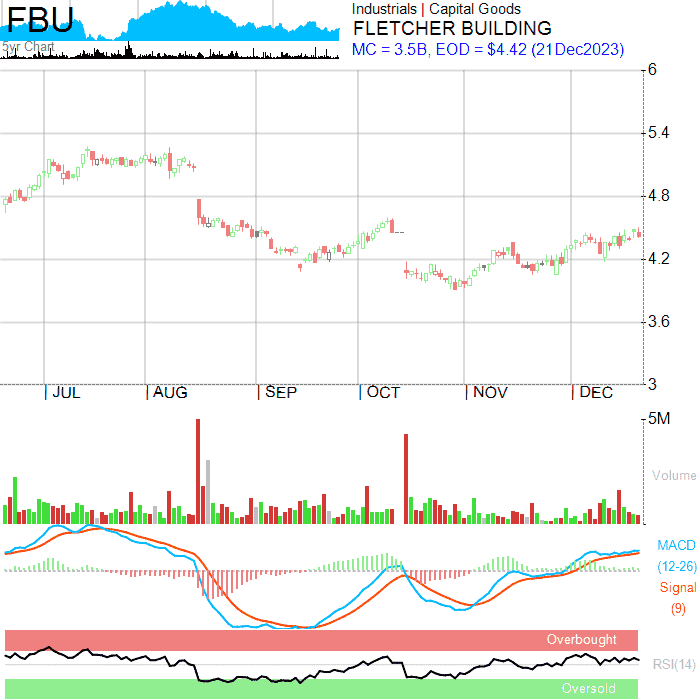 FBU
5yr Chart
Industrials | Capital Goods
FLETCHER BUILDING
MC = 3.5B, EOD = $4.42 (21Dec2023)
6
5.4
4.8
4.2
3.6
3
JUL AUG SEP OCT NOV DEC
5M
Volume
MACD
(12-26)
Signal
(9)
Overbought
RSI(14)
Oversold